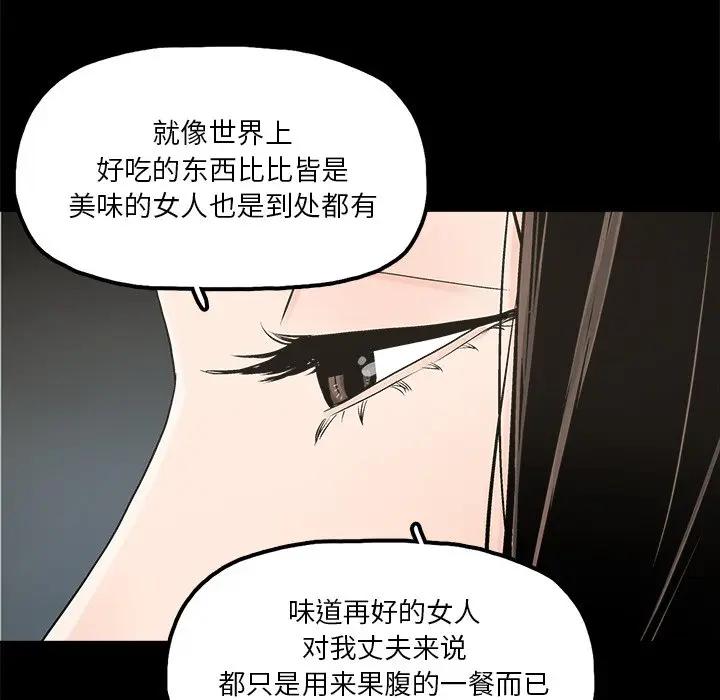 就像世界上
好吃的东西比比皆是
美味的女人也是到处都有
味道再好的女人
对我丈夫来说
都只是用来果腹的一餐而已